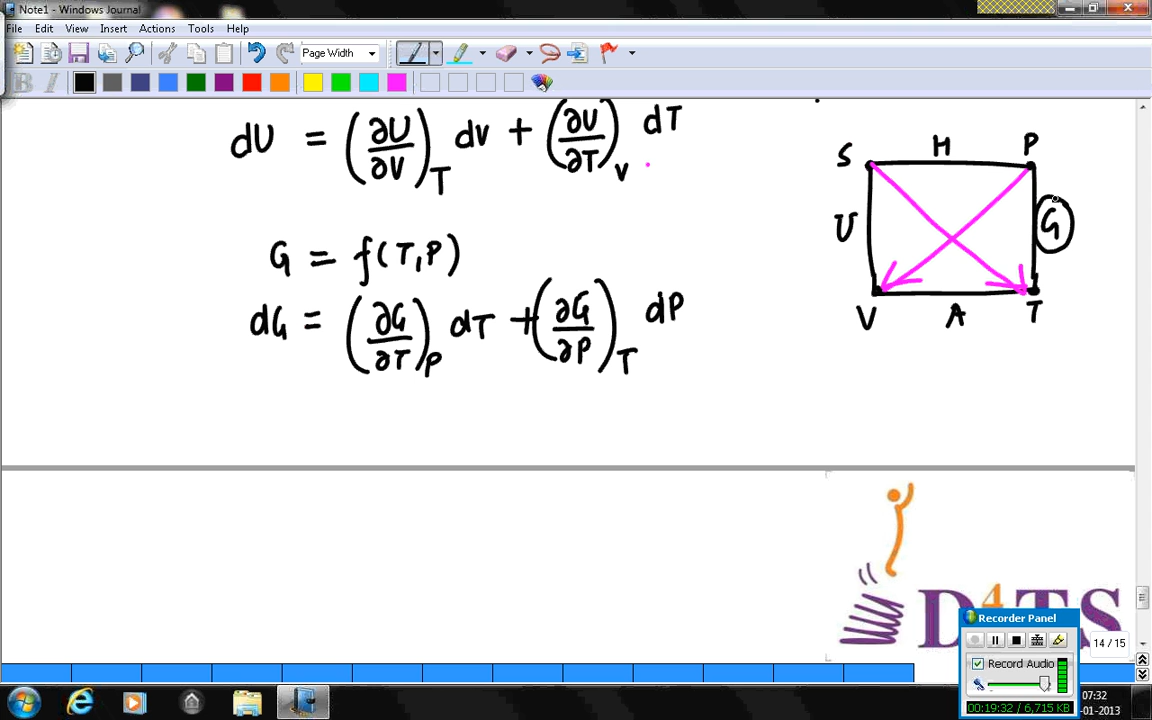 Note1 - Windows Journal
File Edit View Insert Actions Tools Help
Page Width
B I
dU = (∂U/∂V)_T dV + (∂U/∂T)_V dT
G = f(T,P)
dG = (∂G/∂T)_P dT + (∂G/∂P)_T dP
S H P
U G
V A T
D4TS
Recorder Panel
Record Audio
00:19:32 / 6,715 KB
14 / 15
07:32
-01-2013